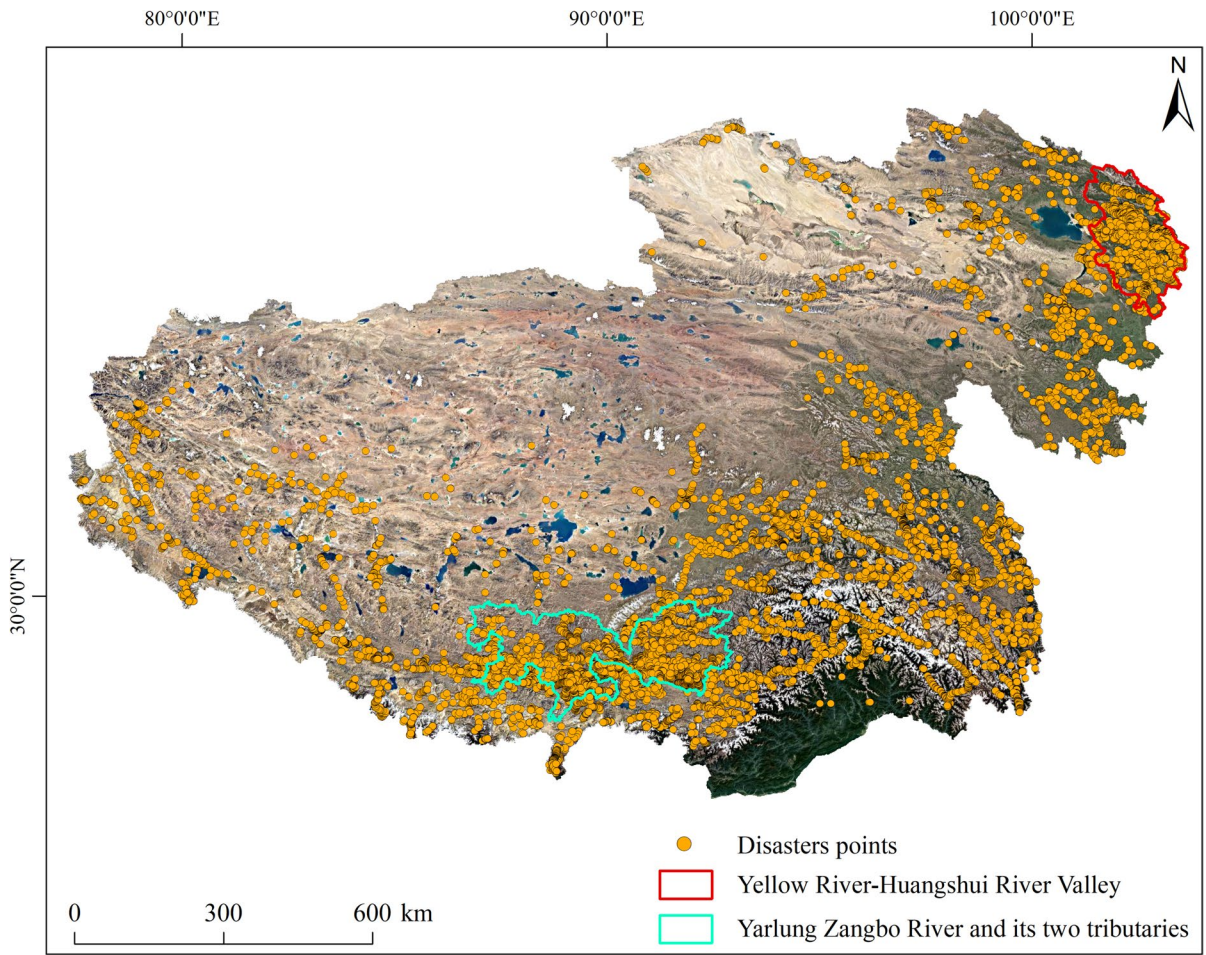 80°0'0"E 90°0'0"E 100°0'0"E
N
30°0'0"N
Disasters points
Yellow River-Huangshui River Valley
Yarlung Zangbo River and its two tributaries
0 300 600 km